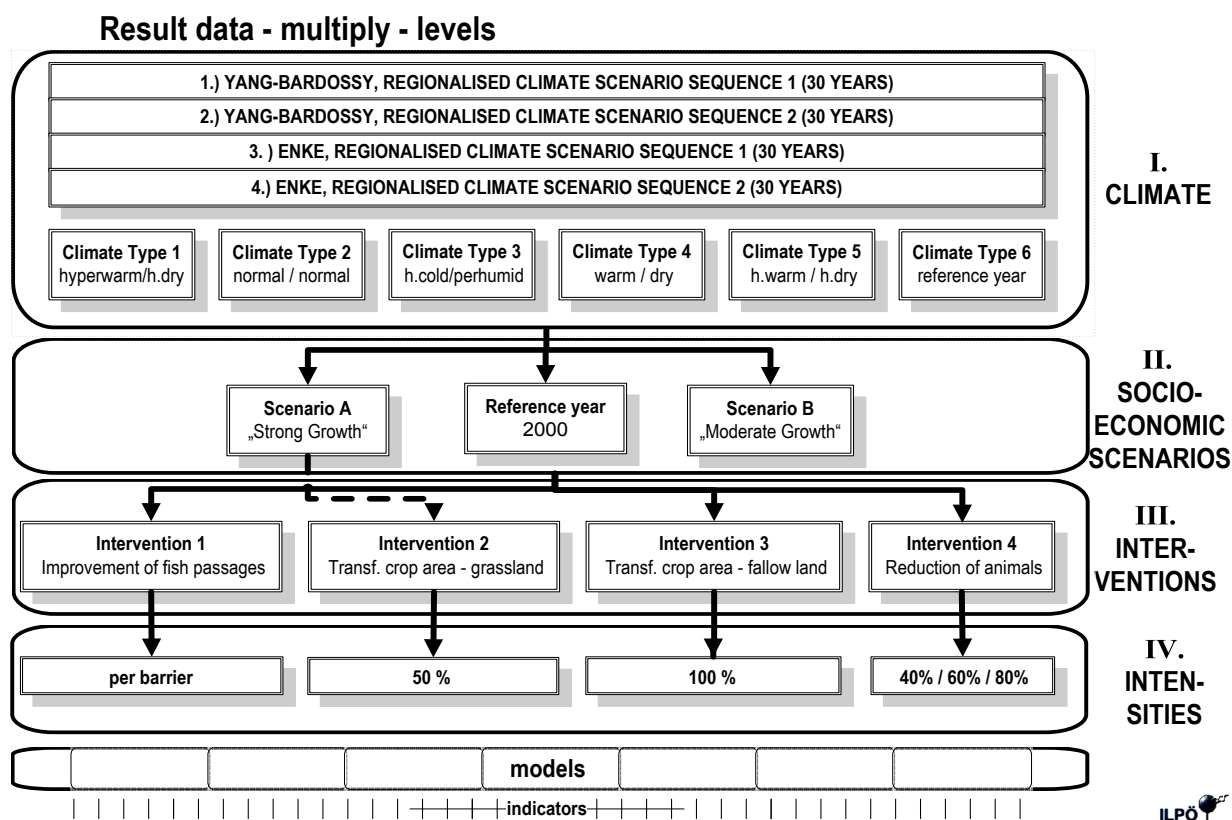 Result data - multiply - levels
1.) YANG-BARDOSSY, REGIONALISED CLIMATE SCENARIO SEQUENCE 1 (30 YEARS)
2.) YANG-BARDOSSY, REGIONALISED CLIMATE SCENARIO SEQUENCE 2 (30 YEARS)
3. ) ENKE, REGIONALISED CLIMATE SCENARIO SEQUENCE 1 (30 YEARS)
4.) ENKE, REGIONALISED CLIMATE SCENARIO SEQUENCE 2 (30 YEARS)
I.
CLIMATE
Climate Type 1
hyperwarm/h.dry
Climate Type 2
normal / normal
Climate Type 3
h.cold/perhumid
Climate Type 4
warm / dry
Climate Type 5
h.warm / h.dry
Climate Type 6
reference year
II.
SOCIO-
ECONOMIC
SCENARIOS
Scenario A
„Strong Growth“
Reference year
2000
Scenario B
„Moderate Growth“
III.
INTER-
VENTIONS
Intervention 1
Improvement of fish passages
Intervention 2
Transf. crop area - grassland
Intervention 3
Transf. crop area - fallow land
Intervention 4
Reduction of animals
IV.
INTEN-
SITIES
per barrier
50 %
100 %
40% / 60% / 80%
models
indicators
ILPÖ